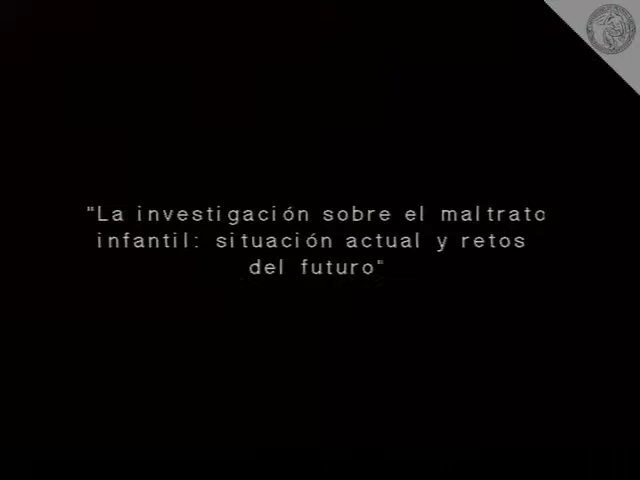 "La investigación sobre el maltrato
infantil: situación actual y retos
del futuro"